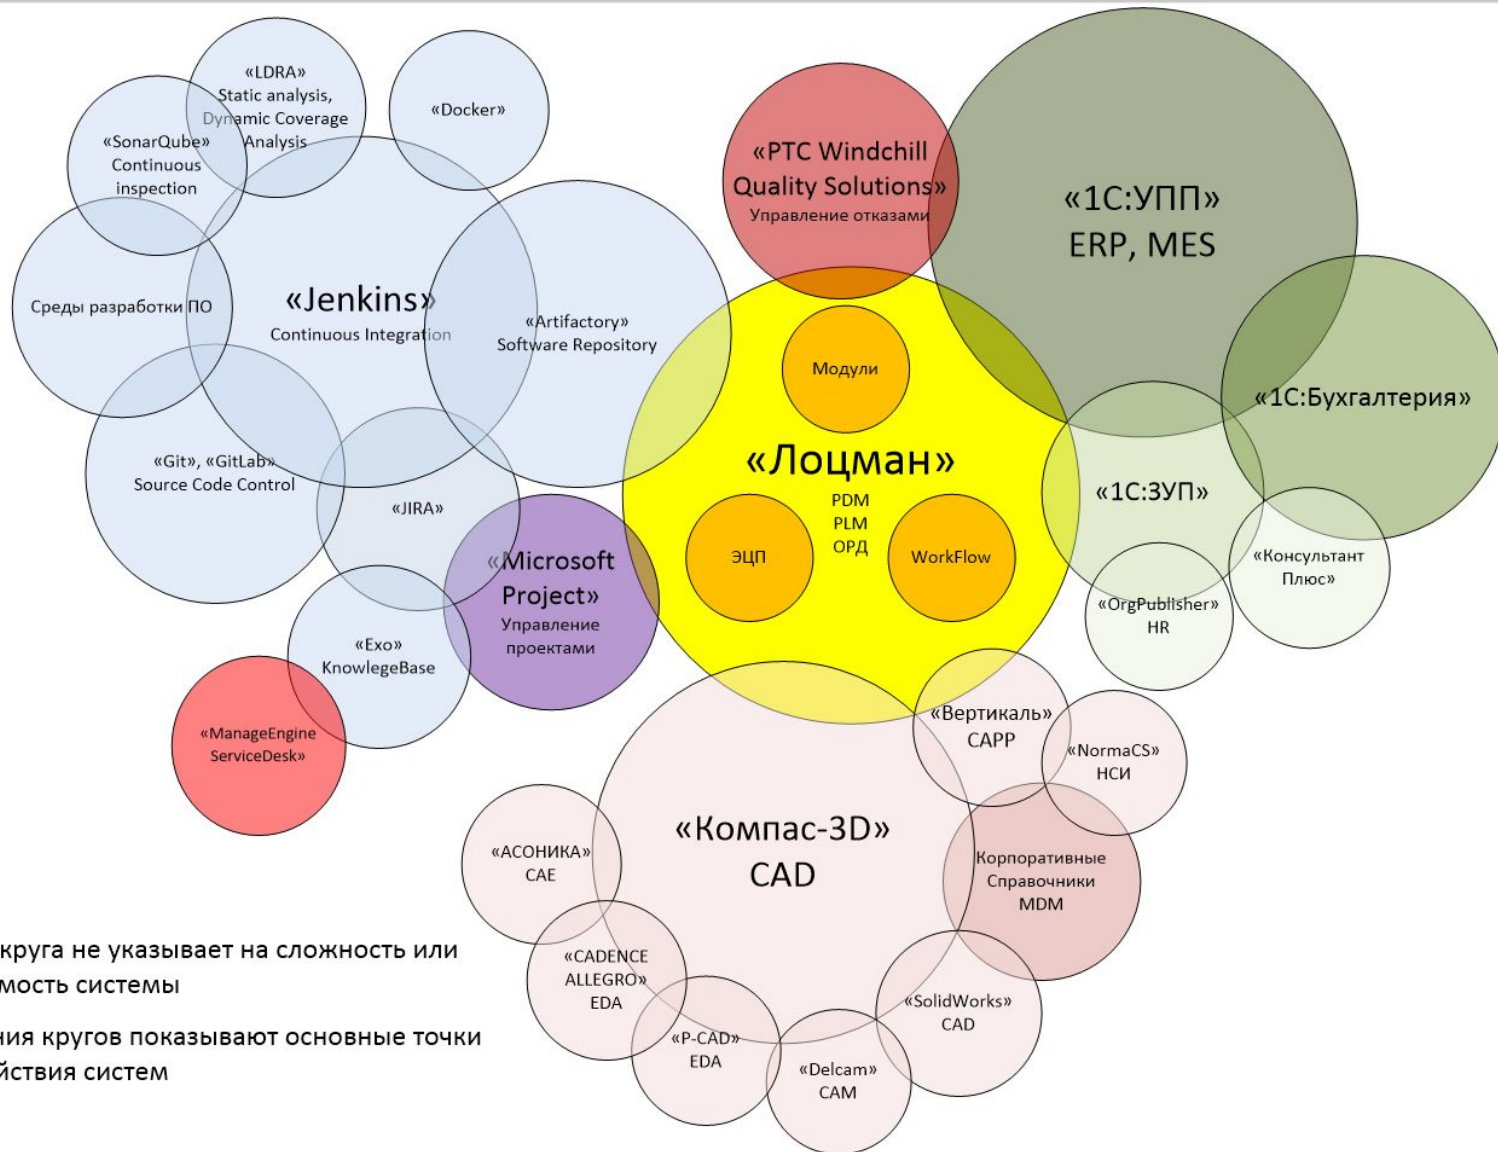 «LDRA»
Static analysis,
Dynamic Coverage
Analysis
«Docker»
«SonarQube»
Continuous
inspection
Среды разработки ПО
«Jenkins»
Continuous Integration
«Artifactory»
Software Repository
«Git», «GitLab»
Source Code Control
«JIRA»
«Microsoft
Project»
Управление
проектами
«Exo»
KnowlegeBase
«ManageEngine
ServiceDesk»
«PTC Windchill
Quality Solutions»
Управление отказами
«1С:УПП»
ERP, MES
«1С:Бухгалтерия»
«1С:ЗУП»
«Консультант
Плюс»
«OrgPublisher»
HR
Модули
«Лоцман»
PDM
PLM
ОРД
ЭЦП
WorkFlow
«Вертикаль»
CAPP
«NormaCS»
НСИ
«Компас-3D»
CAD
Корпоративные
Справочники
MDM
«АСОНИКА»
CAE
«CADENCE
ALLEGRO»
EDA
«P-CAD»
EDA
«Delcam»
CAM
«SolidWorks»
CAD
круга не указывает на сложность или
мость системы
ния кругов показывают основные точки
йствия систем